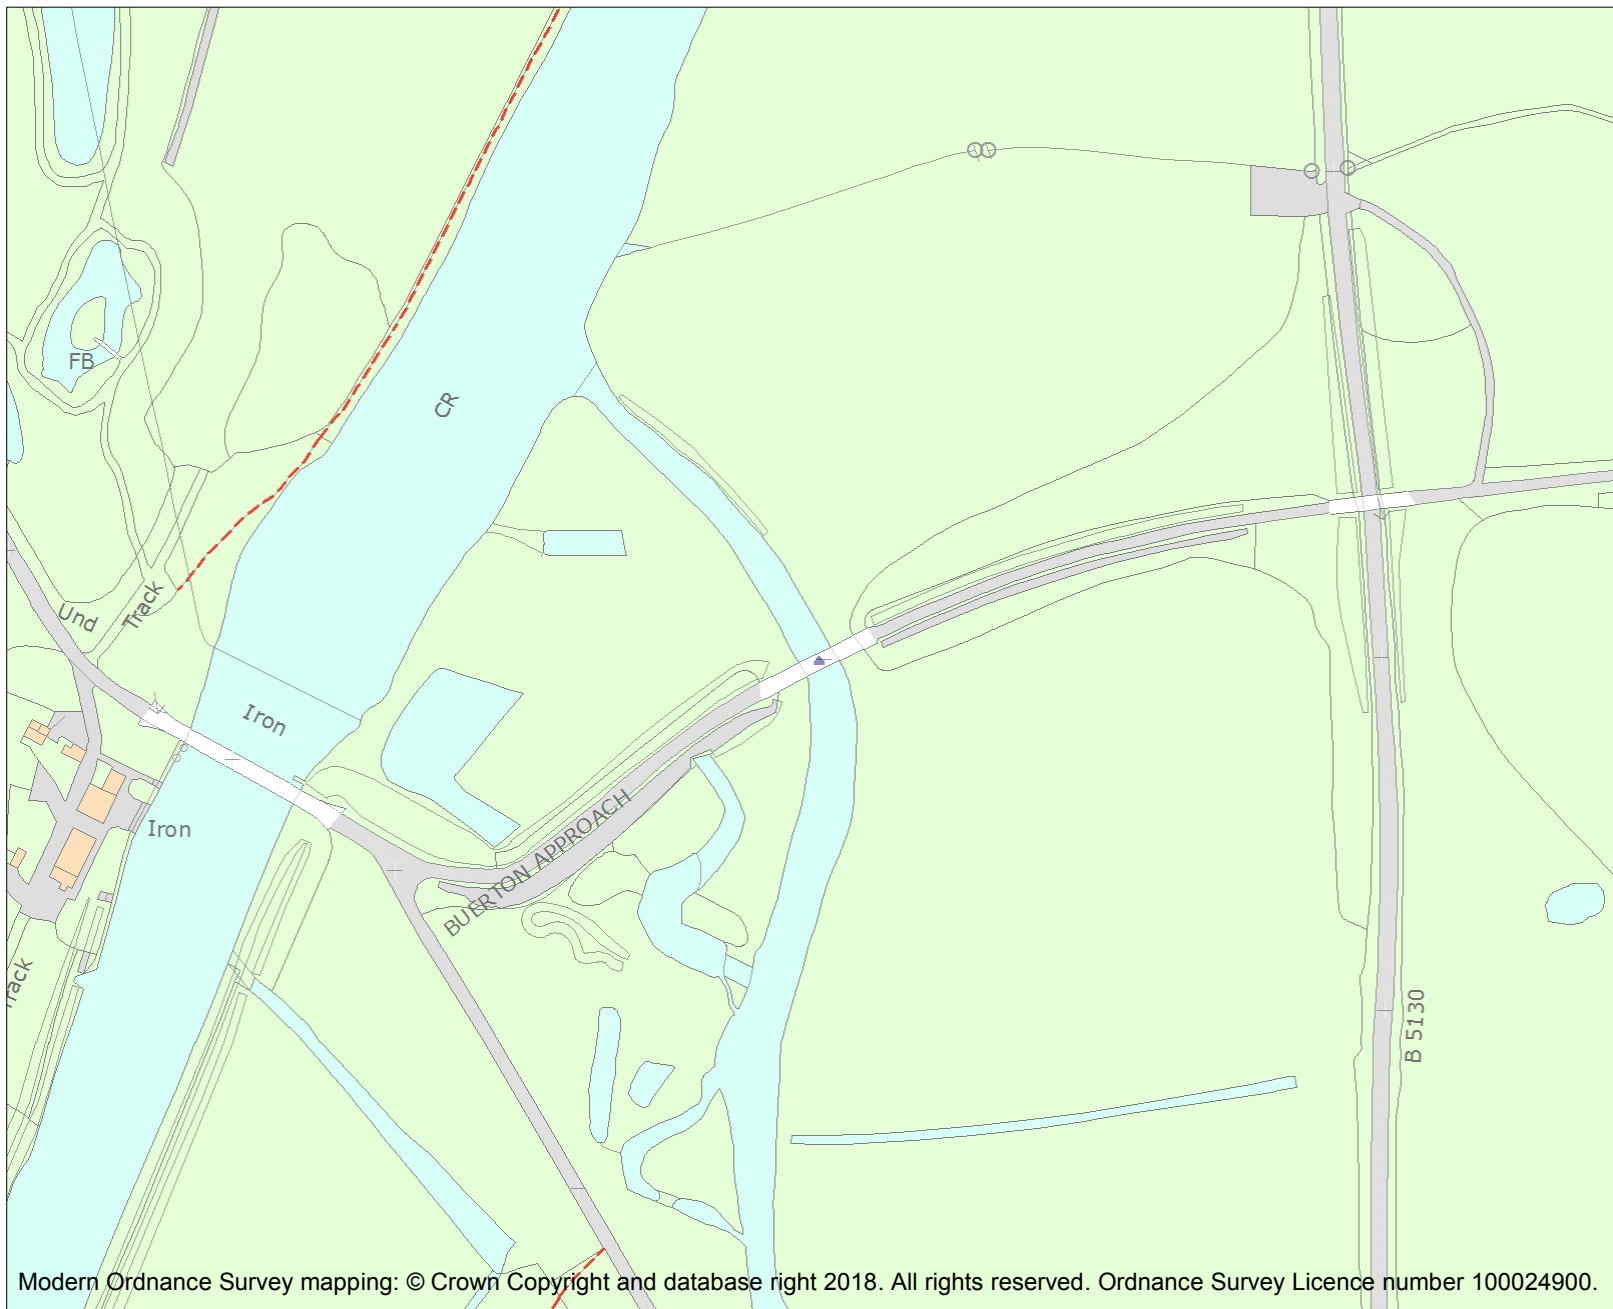 FB
CR
Und
Track
Iron
Iron
BUERTON APPROACH
B 5130
Modern Ordnance Survey mapping: © Crown Copyright and database right 2018. All rights reserved. Ordnance Survey Licence number 100024900.